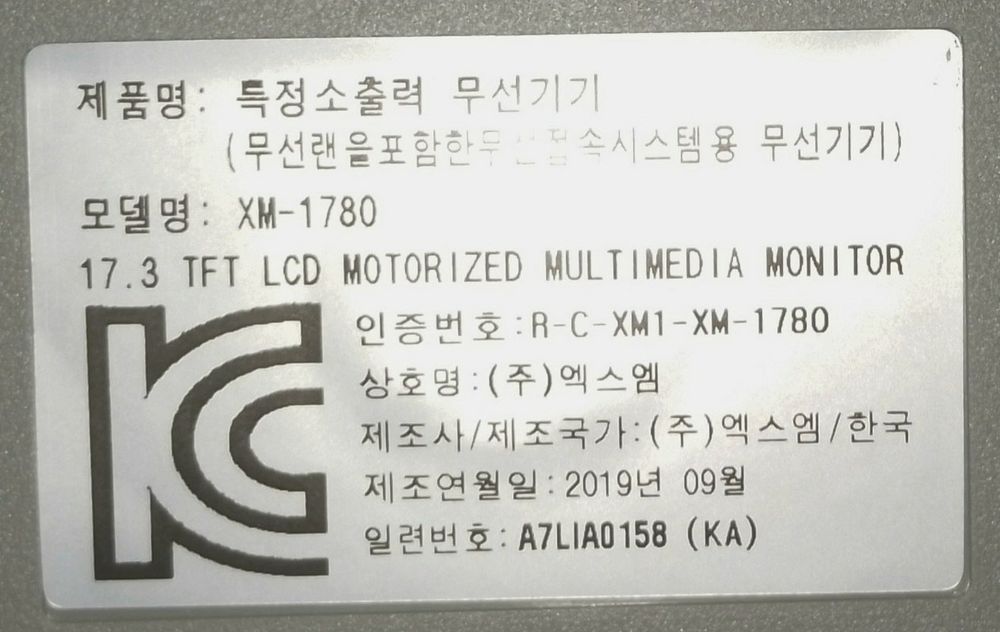 제품명: 특정소출력 무선기기
(무선랜을포함한무선접속시스템용 무선기기)
모델명: XM-1780
17.3 TFT LCD MOTORIZED MULTIMEDIA MONITOR
인증번호:R-C-XM1-XM-1780
상호명:(주)엑스엠
제조사/제조국가:(주)엑스엠/한국
제조연월일:2019년 09월
일련번호:A7LIA0158 (KA)
KC